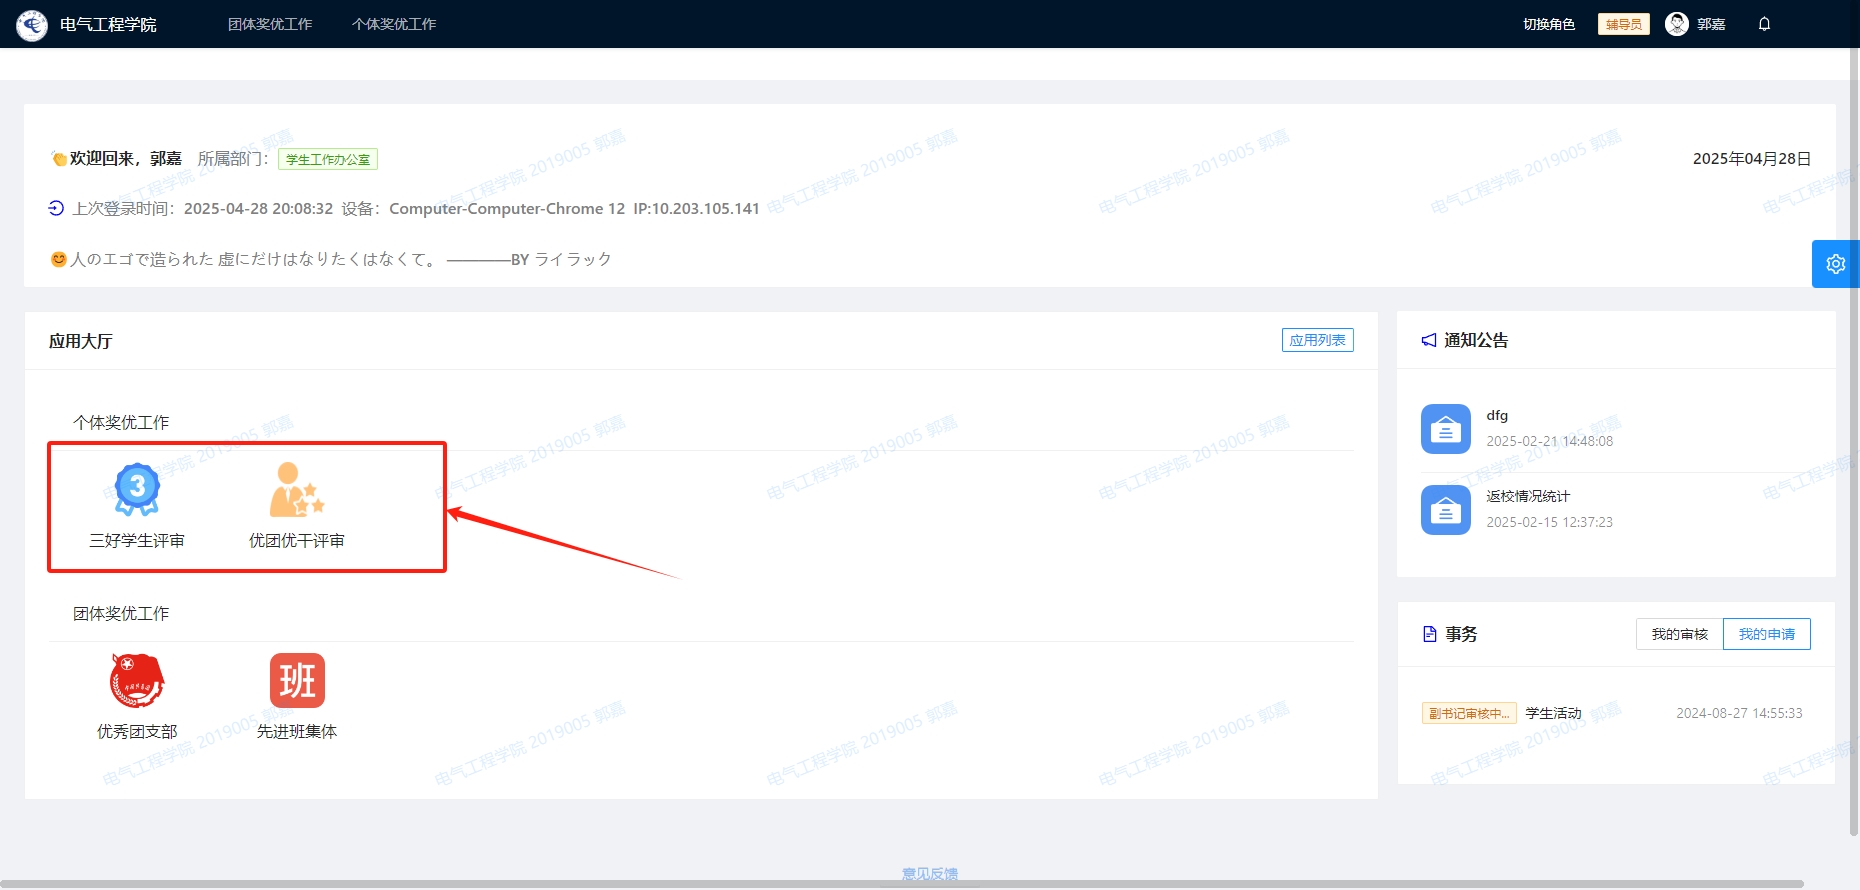 电气工程学院 团体奖优工作 个体奖优工作 切换角色 辅导员 郭嘉
欢迎回来，郭嘉 所属部门： 学生工作办公室 2025年04月28日
上次登录时间：2025-04-28 20:08:32 设备：Computer-Computer-Chrome 12 IP:10.203.105.141
人のエゴで造られた 虚にだけはなりたくはなくて。 ————BY ライラック
应用大厅 应用列表
个体奖优工作
3
三好学生评审 优团优干评审
团体奖优工作
班
优秀团支部 先进班集体
通知公告
dfg
2025-02-21 14:48:08
返校情况统计
2025-02-15 12:37:23
事务 我的审核 我的申请
副书记审核中... 学生活动 2024-08-27 14:55:33
意见反馈
电气工程学院 2019005 郭嘉